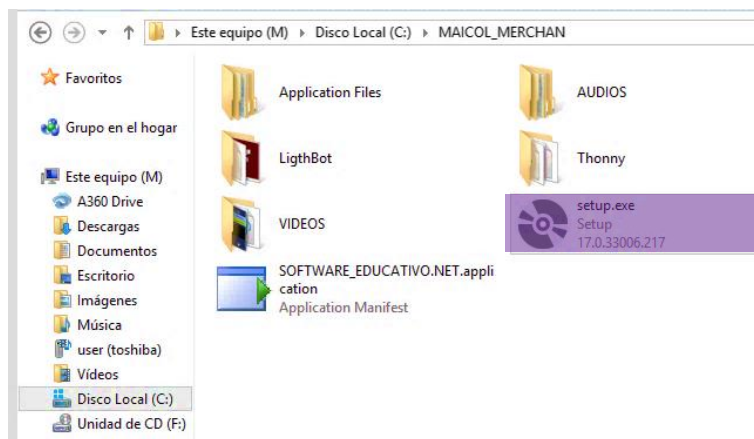 Este equipo (M) Disco Local (C:) MAICOL_MERCHAN
Favoritos
Grupo en el hogar
Este equipo (M)
A360 Drive
Descargas
Documentos
Escritorio
Imágenes
Música
user (toshiba)
Vídeos
Disco Local (C:)
Unidad de CD (F:)
Application Files
AUDIOS
LigthBot
Thonny
VIDEOS
setup.exe
Setup
17.0.33006.217
SOFTWARE_EDUCATIVO.NET.appli
cation
Application Manifest